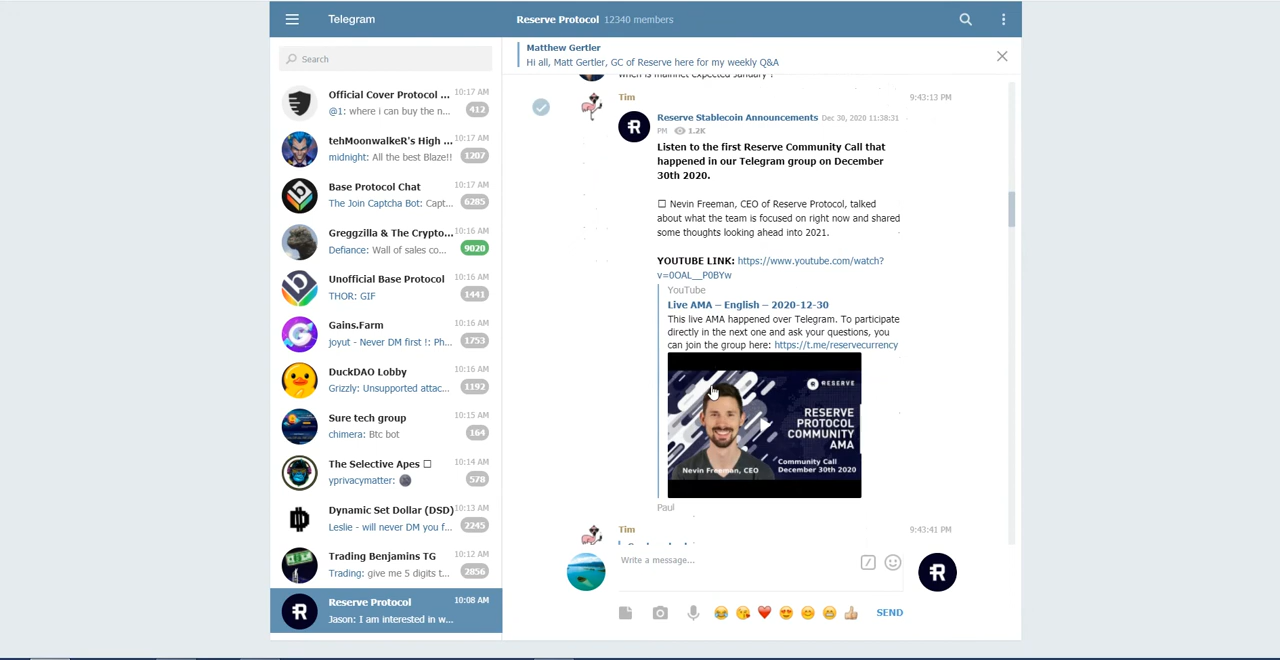 Telegram
Reserve Protocol 12340 members
Search
Matthew Gertler
Hi all, Matt Gertler, GC of Reserve here for my weekly Q&A
Official Cover Protocol ... 10:17 AM
@1: where i can buy the n... 412
tehMoonwalkeR's High ... 10:17 AM
midnight: All the best Blaze!! 1207
Base Protocol Chat 10:17 AM
The Join Captcha Bot: Capt... 6285
Greggzilla & The Crypto... 10:16 AM
Defiance: Wall of sales co... 9020
Unofficial Base Protocol 10:16 AM
THOR: GIF 1441
Gains.Farm 10:16 AM
joyut - Never DM first !: Ph... 1753
DuckDAO Lobby 10:16 AM
Grizzly: Unsupported attac... 1192
Sure tech group 10:15 AM
chimera: Btc bot 164
The Selective Apes 10:14 AM
yprivacymatter: 578
Dynamic Set Dollar (DSD) 10:13 AM
Leslie - will never DM you f... 2245
Trading Benjamins TG 10:12 AM
Trading: give me 5 digits t... 2856
Reserve Protocol 10:08 AM
Jason: I am interested in w...
when is mainnet expected January ?
Tim 9:43:13 PM
Reserve Stablecoin Announcements Dec 30, 2020 11:38:31
PM 1.2K
Listen to the first Reserve Community Call that
happened in our Telegram group on December
30th 2020.
Nevin Freeman, CEO of Reserve Protocol, talked
about what the team is focused on right now and shared
some thoughts looking ahead into 2021.
YOUTUBE LINK: https://www.youtube.com/watch?
v=0OAL__P0BYw
YouTube
Live AMA – English – 2020-12-30
This live AMA happened over Telegram. To participate
directly in the next one and ask your questions, you
can join the group here: https://t.me/reservecurrency
RESERVE
RESERVE
PROTOCOL
COMMUNITY
AMA
Nevin Freeman, CEO
Community Call
December 30th 2020
Paul
Tim 9:43:41 PM
Write a message...
SEND